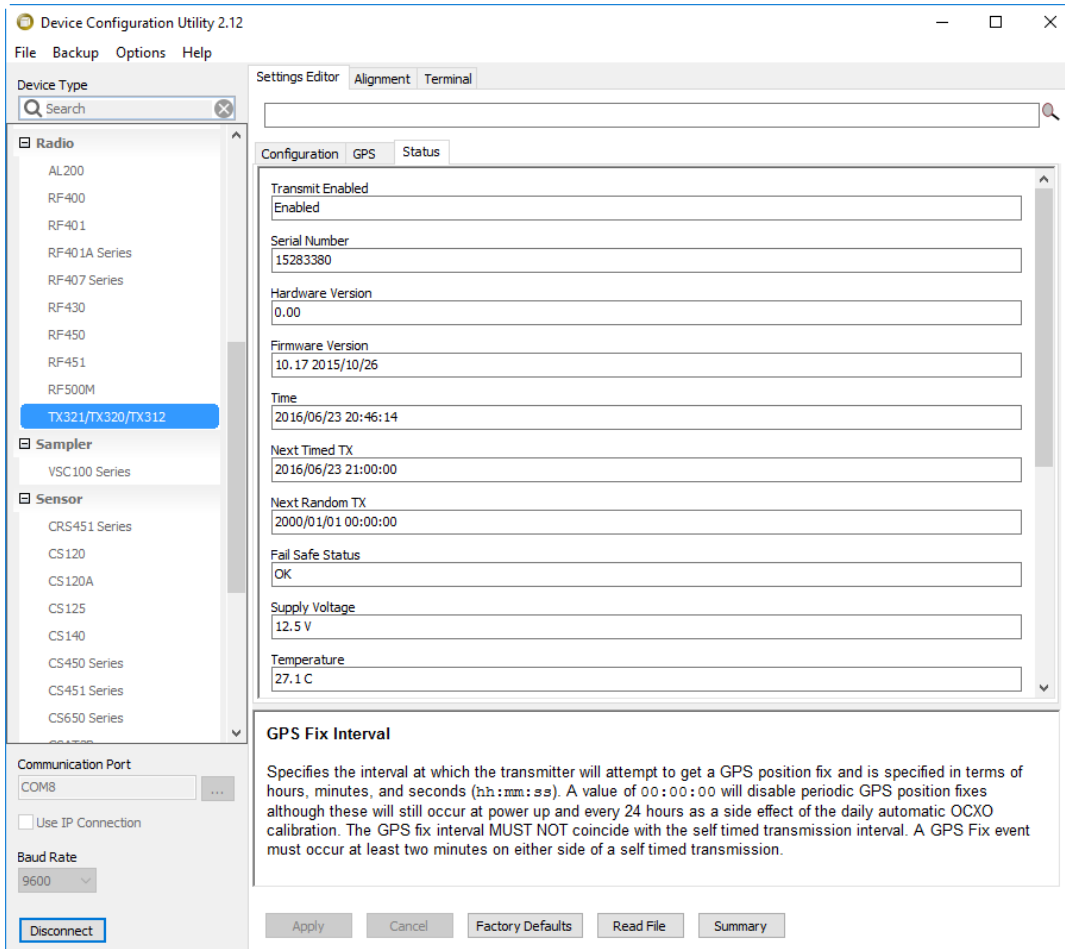 Device Configuration Utility 2.12
File Backup Options Help
Device Type
Search
Radio
AL200
RF400
RF401
RF401A Series
RF407 Series
RF430
RF450
RF451
RF500M
TX321/TX320/TX312
Sampler
VSC100 Series
Sensor
CRS451 Series
CS120
CS120A
CS125
CS140
CS450 Series
CS451 Series
CS650 Series
Communication Port
COM8
...
Use IP Connection
Baud Rate
9600
Disconnect
Settings Editor Alignment Terminal
Configuration GPS Status
Transmit Enabled
Enabled
Serial Number
15283380
Hardware Version
0.00
Firmware Version
10.17 2015/10/26
Time
2016/06/23 20:46:14
Next Timed TX
2016/06/23 21:00:00
Next Random TX
2000/01/01 00:00:00
Fail Safe Status
OK
Supply Voltage
12.5 V
Temperature
27.1 C
GPS Fix Interval
Specifies the interval at which the transmitter will attempt to get a GPS position fix and is specified in terms of
hours, minutes, and seconds (hh:mm:ss). A value of 00:00:00 will disable periodic GPS position fixes
although these will still occur at power up and every 24 hours as a side effect of the daily automatic OCXO
calibration. The GPS fix interval MUST NOT coincide with the self timed transmission interval. A GPS Fix event
must occur at least two minutes on either side of a self timed transmission.
Apply Cancel Factory Defaults Read File Summary